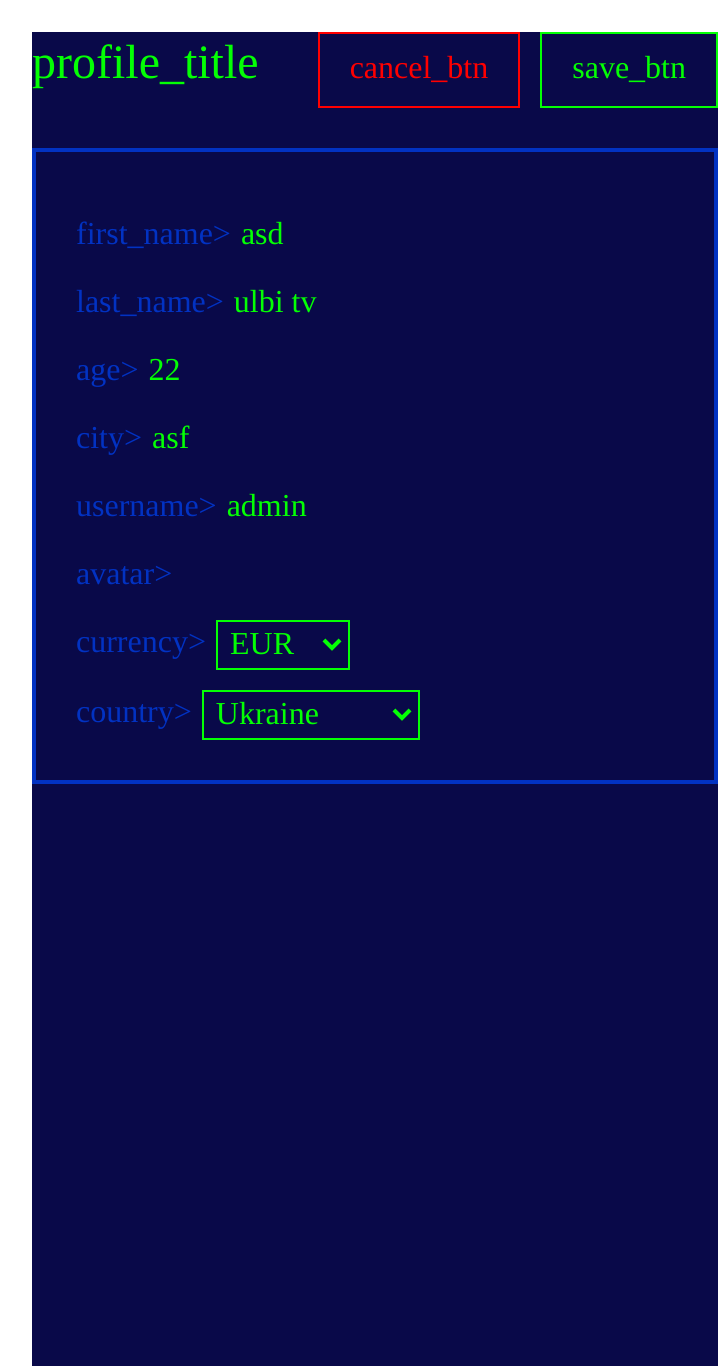 profile_title cancel_btn save_btn
first_name> asd
last_name> ulbi tv
age> 22
city> asf
username> admin
avatar>
currency> EUR
country> Ukraine